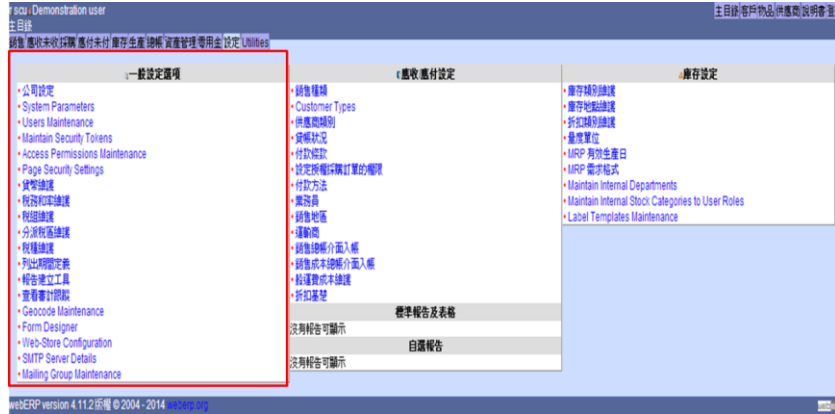 r scu Demonstration user
主目錄 客戶 物品 供應商 說明書
主目錄
銷售 應收未收 採購 應付未付 庫存 生產 總帳 資產管理 零用金 設定 Utilities
一般設定選項
公司設定
System Parameters
Users Maintenance
Maintain Security Tokens
Access Permissions Maintenance
Page Security Settings
貨幣維護
稅務和率維護
稅組維護
分派稅區維護
稅種維護
列出期間定義
報告建立工具
查看審計跟蹤
Geocode Maintenance
Form Designer
Web-Store Configuration
SMTP Server Details
Mailing Group Maintenance
應收/應付設定
銷售種類
Customer Types
供應商類別
貸帳狀況
付款條款
設定授權採購訂單的權限
付款方法
業務員
銷售地區
運輸商
銷售總帳介面入帳
銷售成本總帳介面入帳
船運費成本維護
折扣基楚
標準報告及表格
沒有報告可顯示
自選報告
沒有報告可顯示
庫存設定
庫存類別維護
庫存地點維護
折扣類別維護
量度單位
MRP 有效生產日
MRP 需求格式
Maintain Internal Departments
Maintain Internal Stock Categories to User Roles
Label Templates Maintenance
webERP version 4.11.2 版權 © 2004 - 2014 weberp.org